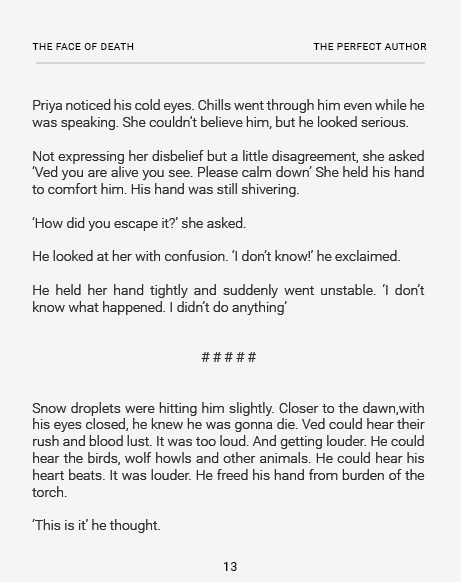 THE FACE OF DEATH THE PERFECT AUTHOR
Priya noticed his cold eyes. Chills went through him even while he
was speaking. She couldn't believe him, but he looked serious.
Not expressing her disbelief but a little disagreement, she asked
‘Ved you are alive you see. Please calm down’ She held his hand
to comfort him. His hand was still shivering.
‘How did you escape it?’ she asked.
He looked at her with confusion. ‘I don't know!’ he exclaimed.
He held her hand tightly and suddenly went unstable. ‘I don't
know what happened. I didn't do anything’
# # # # #
Snow droplets were hitting him slightly. Closer to the dawn,with
his eyes closed, he knew he was gonna die. Ved could hear their
rush and blood lust. It was too loud. And getting louder. He could
hear the birds, wolf howls and other animals. He could hear his
heart beats. It was louder. He freed his hand from burden of the
torch.
‘This is it’ he thought.
13